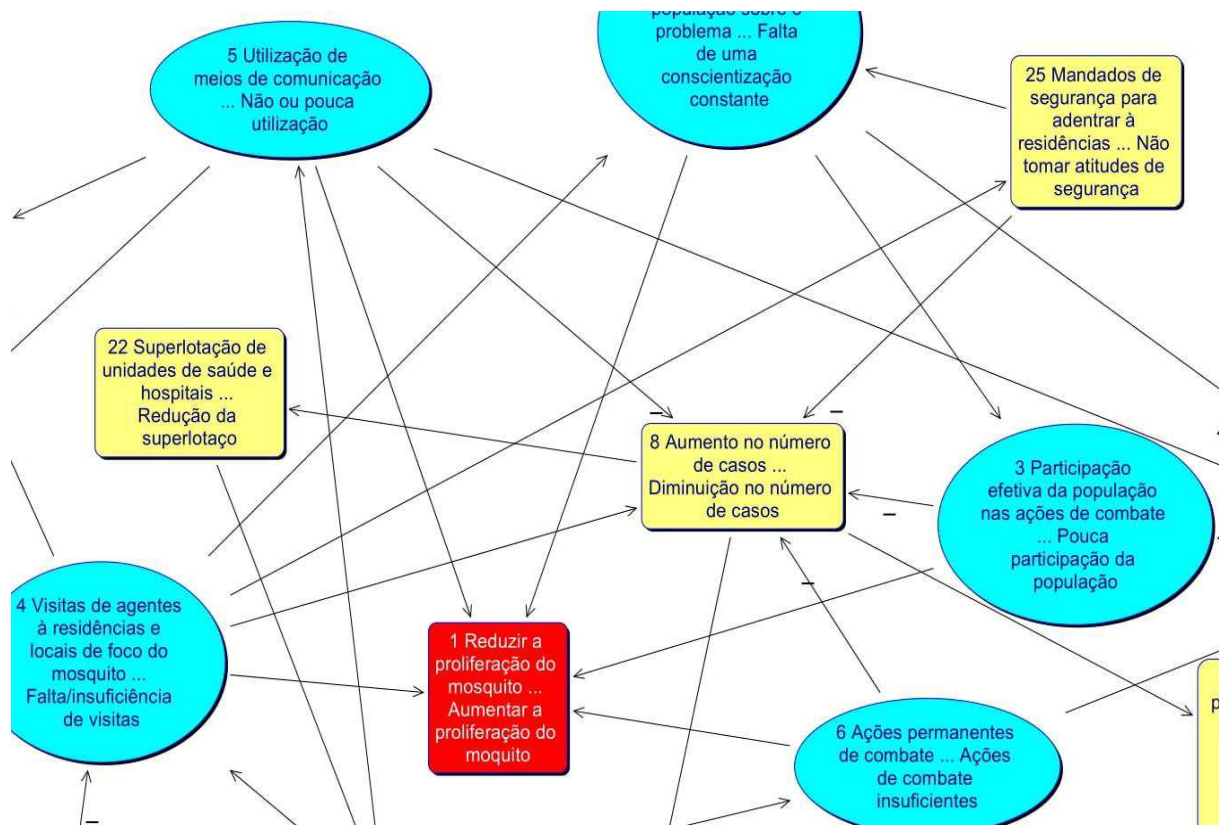 5 Utilização de
meios de comunicação
... Não ou pouca
utilização
problema ... Falta
de uma
conscientização
constante
25 Mandados de
segurança para
adentrar à
residências ... Não
tomar atitudes de
segurança
22 Superlotação de
unidades de saúde e
hospitais ...
Redução da
superlotaço
8 Aumento no número
de casos ...
Diminuição no número
de casos
3 Participação
efetiva da população
nas ações de combate
... Pouca
participação da
população
4 Visitas de agentes
à residências e
locais de foco do
mosquito ...
Falta/insuficiência
de visitas
1 Reduzir a
proliferação do
mosquito ...
Aumentar a
proliferação do
moquito
6 Ações permanentes
de combate ... Ações
de combate
insuficientes
–
–
–
–
–
p